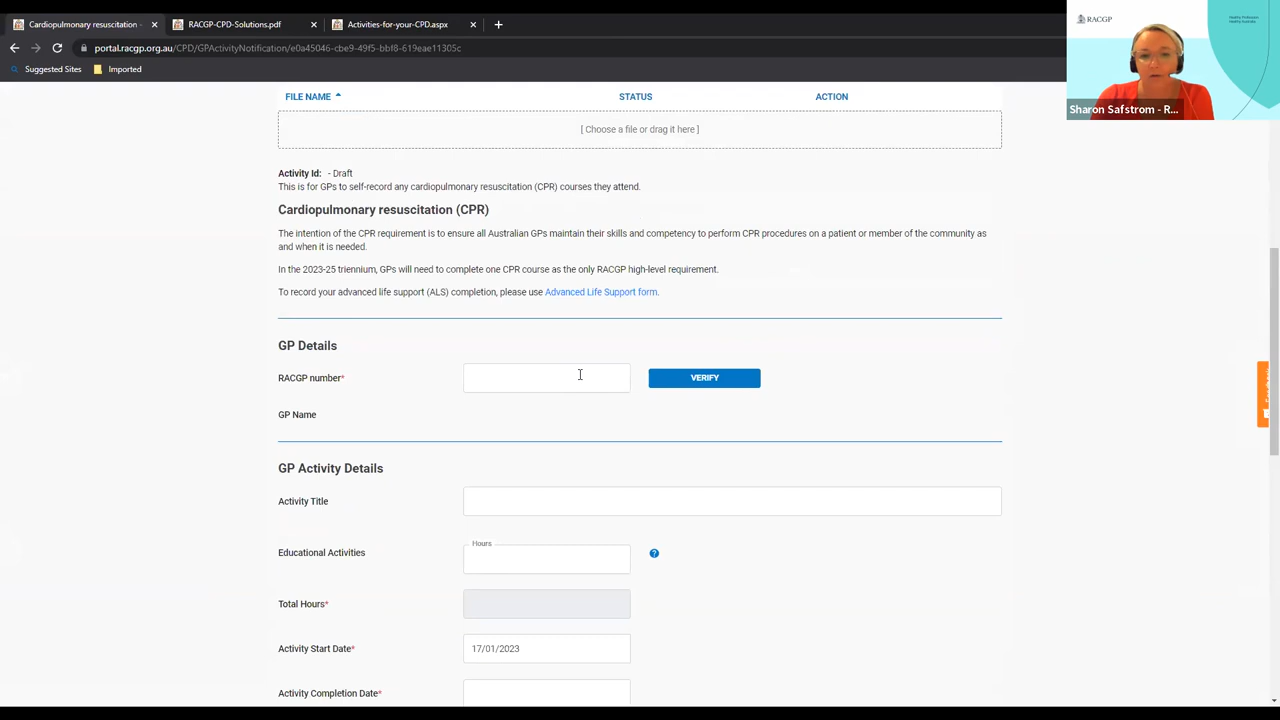 Cardiopulmonary resuscitation -
RACGP-CPD-Solutions.pdf
Activities-for-your-CPD.aspx
portal.racgp.org.au/CPD/GPActivityNotification/e0a45046-cbe9-49f5-bbf8-619eae11305c
Suggested Sites
Imported
RACGP
Healthy Profession.
Healthy Australia.
Sharon Safstrom - R...
FILE NAME
STATUS
ACTION
[ Choose a file or drag it here ]
Activity Id: - Draft
This is for GPs to self-record any cardiopulmonary resuscitation (CPR) courses they attend.
Cardiopulmonary resuscitation (CPR)
The intention of the CPR requirement is to ensure all Australian GPs maintain their skills and competency to perform CPR procedures on a patient or member of the community as
and when it is needed.
In the 2023-25 triennium, GPs will need to complete one CPR course as the only RACGP high-level requirement.
To record your advanced life support (ALS) completion, please use Advanced Life Support form.
GP Details
RACGP number*
VERIFY
GP Name
GP Activity Details
Activity Title
Educational Activities
Hours
?
Total Hours*
Activity Start Date*
17/01/2023
Activity Completion Date*